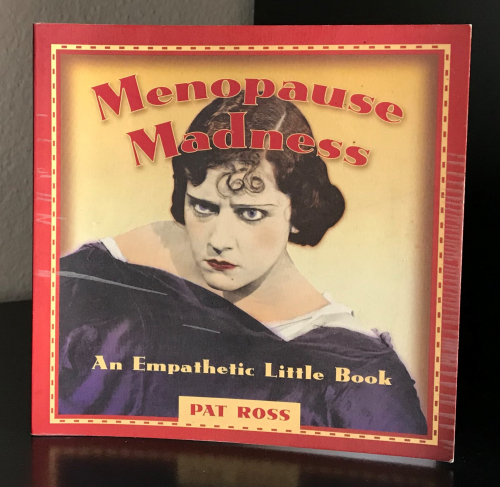 Menopause
Madness
An Empathetic Little Book
PAT ROSS